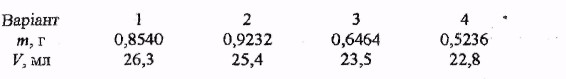 Варіант 1 2 3 4
m, г 0,8540 0,9232 0,6464 0,5236
V, мл 26,3 25,4 23,5 22,8